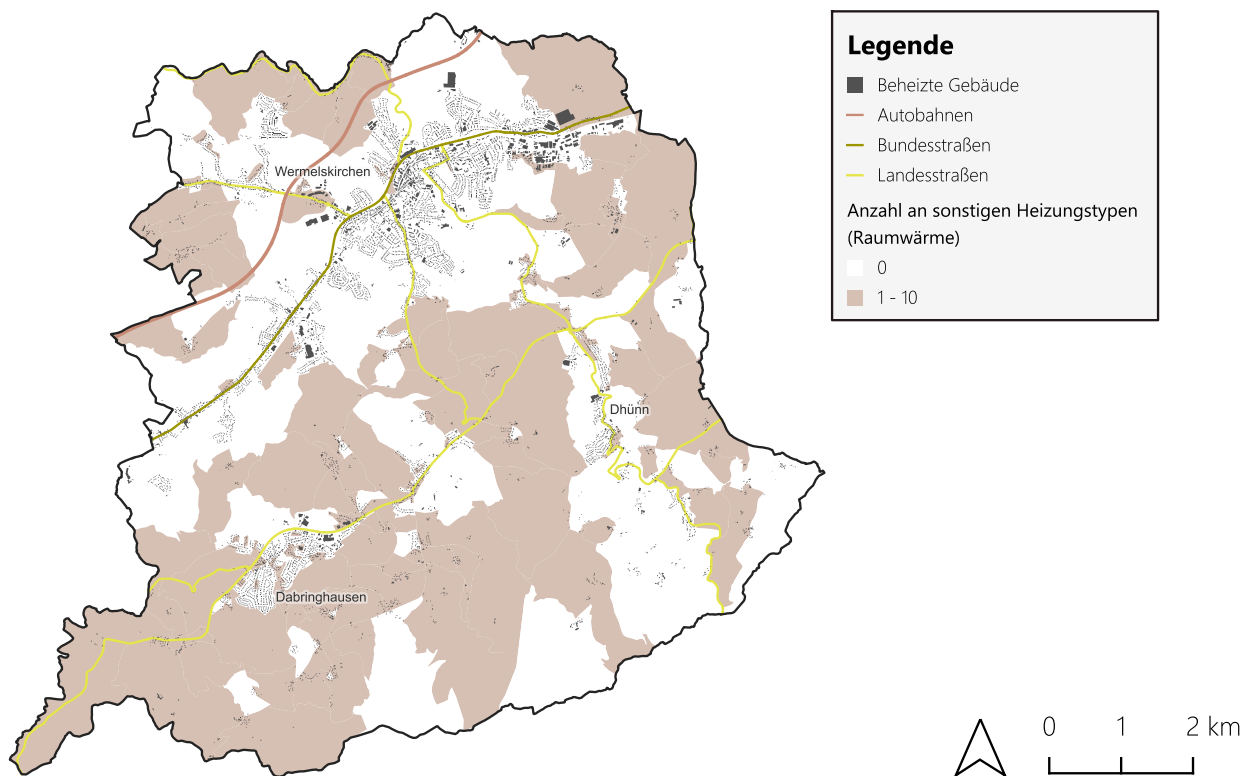 Legende
Beheizte Gebäude
Autobahnen
Bundesstraßen
Landesstraßen
Anzahl an sonstigen Heizungstypen
(Raumwärme)
0
1 - 10
Wermelskirchen
Dhünn
Dabringhausen
0 1 2 km